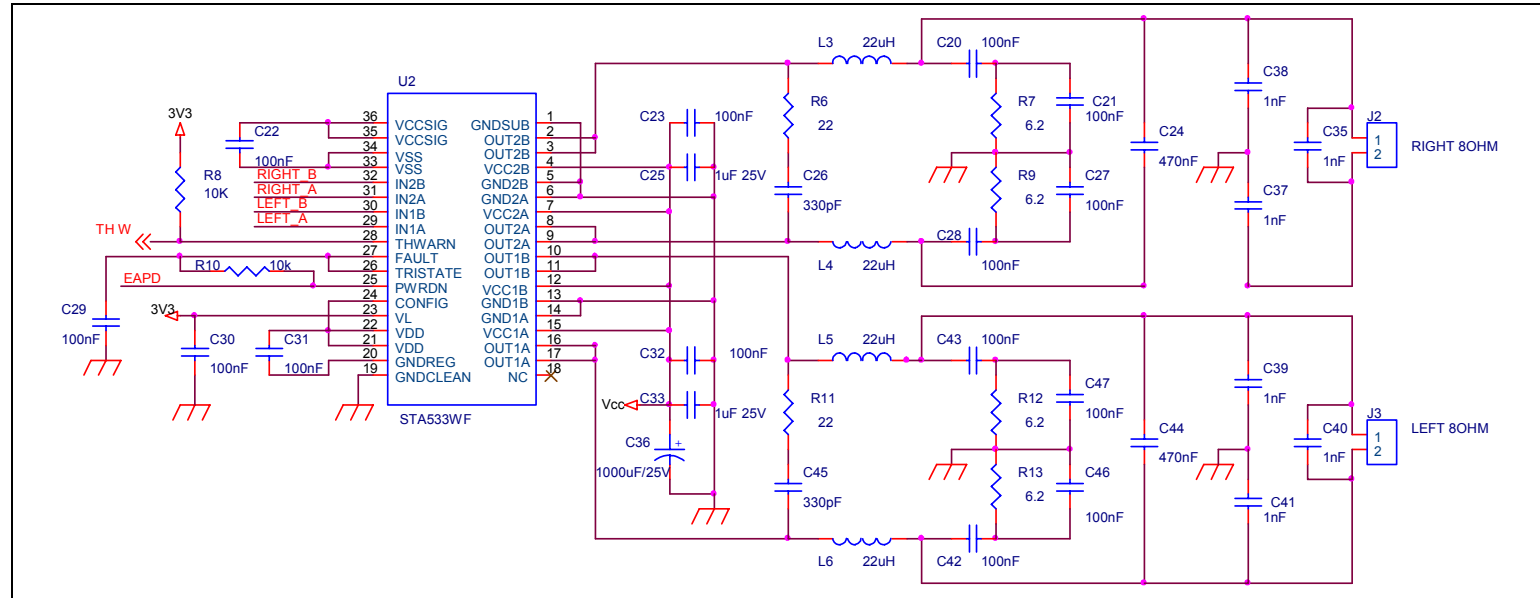 L3 22uH C20 100nF
U2
C38
1nF
3V3
C22
100nF
36 VCCSIG GNDSUB 1
35 VCCSIG OUT2B 2
34 VSS OUT2B 3
33 VSS VCC2B 4
32 IN2B GND2B 5
31 IN2A GND2A 6
30 IN1B VCC2A 7
29 IN1A OUT2A 8
28 THWARN OUT2A 9
27 FAULT OUT1B 10
26 TRISTATE OUT1B 11
25 PWRDN VCC1B 12
24 CONFIG GND1B 13
23 VL GND1A 14
22 VDD VCC1A 15
21 VDD OUT1A 16
20 GNDREG OUT1A 17
19 GNDCLEAN NC 18
STA533WF
RIGHT_B
RIGHT_A
LEFT_B
LEFT_A
R8
10K
TH W
R10 10k
EAPD
C29
100nF
3V3
C30
100nF
C31
100nF
C23 100nF
C25 1uF 25V
C32 100nF
Vcc
C33 1uF 25V
C36 +
1000uF/25V
R6
22
C26
330pF
R7
6.2
C21
100nF
R9
6.2
C27
100nF
C24
470nF
C35
1nF
J2
1
2
RIGHT 8OHM
C37
1nF
C28
100nF
L4 22uH
L5 22uH C43 100nF
R11
22
C45
330pF
R12
6.2
C47
100nF
R13
6.2
C46
100nF
C44
470nF
C39
1nF
C40
1nF
J3
1
2
LEFT 8OHM
C41
1nF
L6 22uH C42 100nF